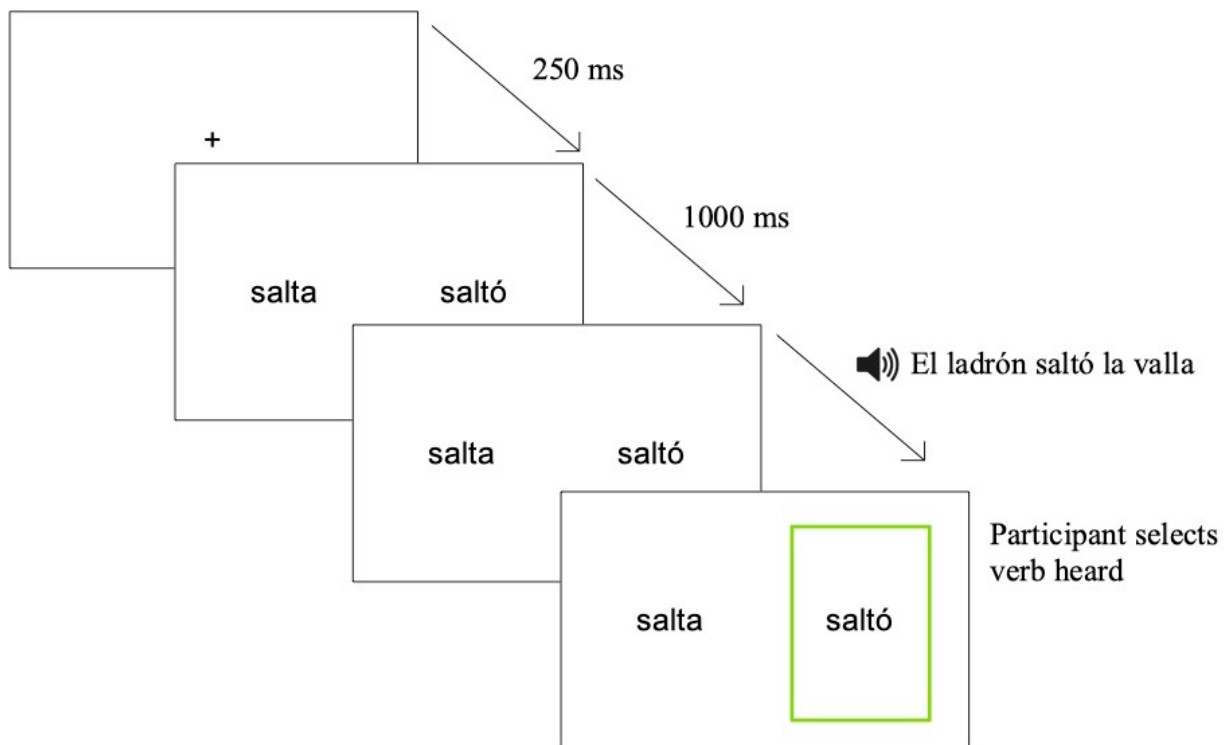 250 ms
+
1000 ms
salta saltó
El ladrón saltó la valla
salta saltó
Participant selects
verb heard
salta saltó